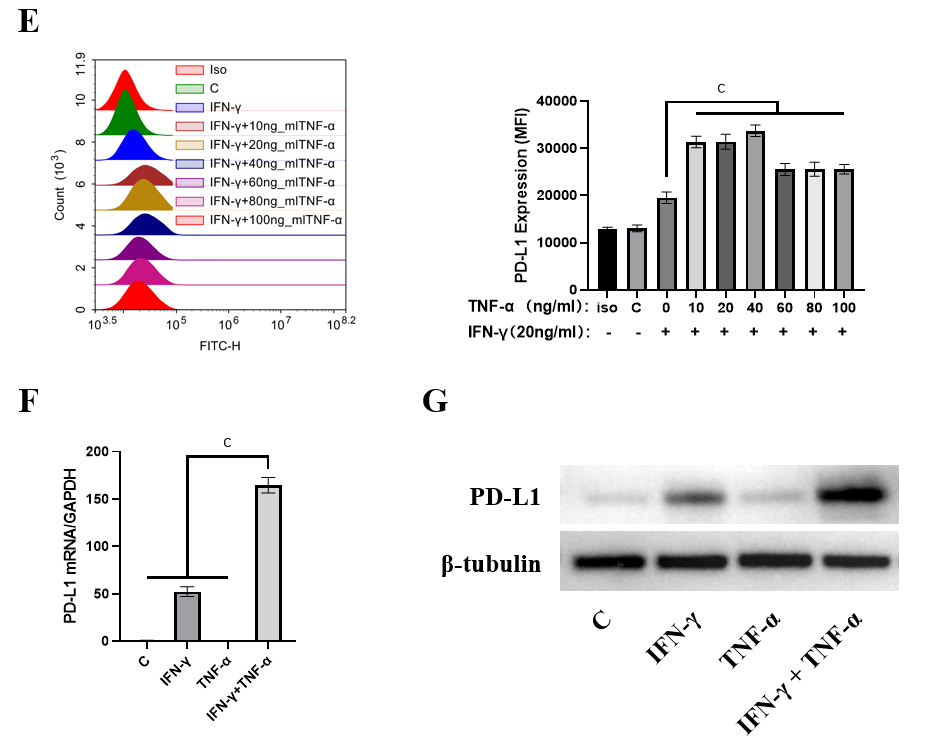 E
11.9
10
8
6
4
2
0
Count (10^3)
10^3.5 10^5 10^6 10^7 10^8.2
FITC-H
Iso
C
IFN-γ
IFN-γ+10ng_mlTNF-α
IFN-γ+20ng_mlTNF-α
IFN-γ+40ng_mlTNF-α
IFN-γ+60ng_mlTNF-α
IFN-γ+80ng_mlTNF-α
IFN-γ+100ng_mlTNF-α
C
PD-L1 Expression (MFI)
40000
30000
20000
10000
0
TNF-α （ng/ml）: iso C 0 10 20 40 60 80 100
IFN-γ（20ng/ml）: - - + + + + + + +
F
C
PD-L1 mRNA/GAPDH
200
150
100
50
0
C
IFN-γ
TNF-α
IFN-γ+TNF-α
G
PD-L1
β-tubulin
C
IFN-γ
TNF-α
IFN-γ + TNF-α